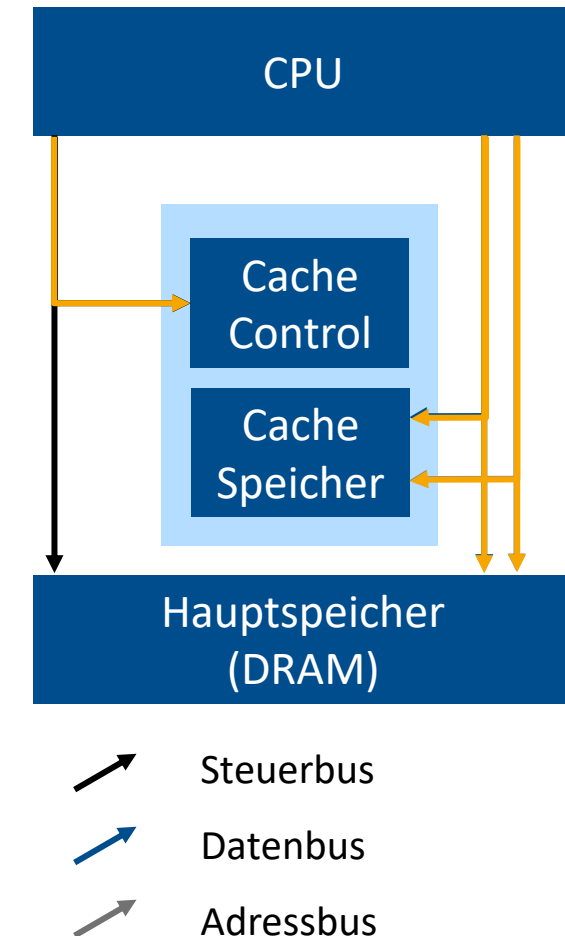 CPU
Cache
Control
Cache
Speicher
Hauptspeicher
(DRAM)
Steuerbus
Datenbus
Adressbus